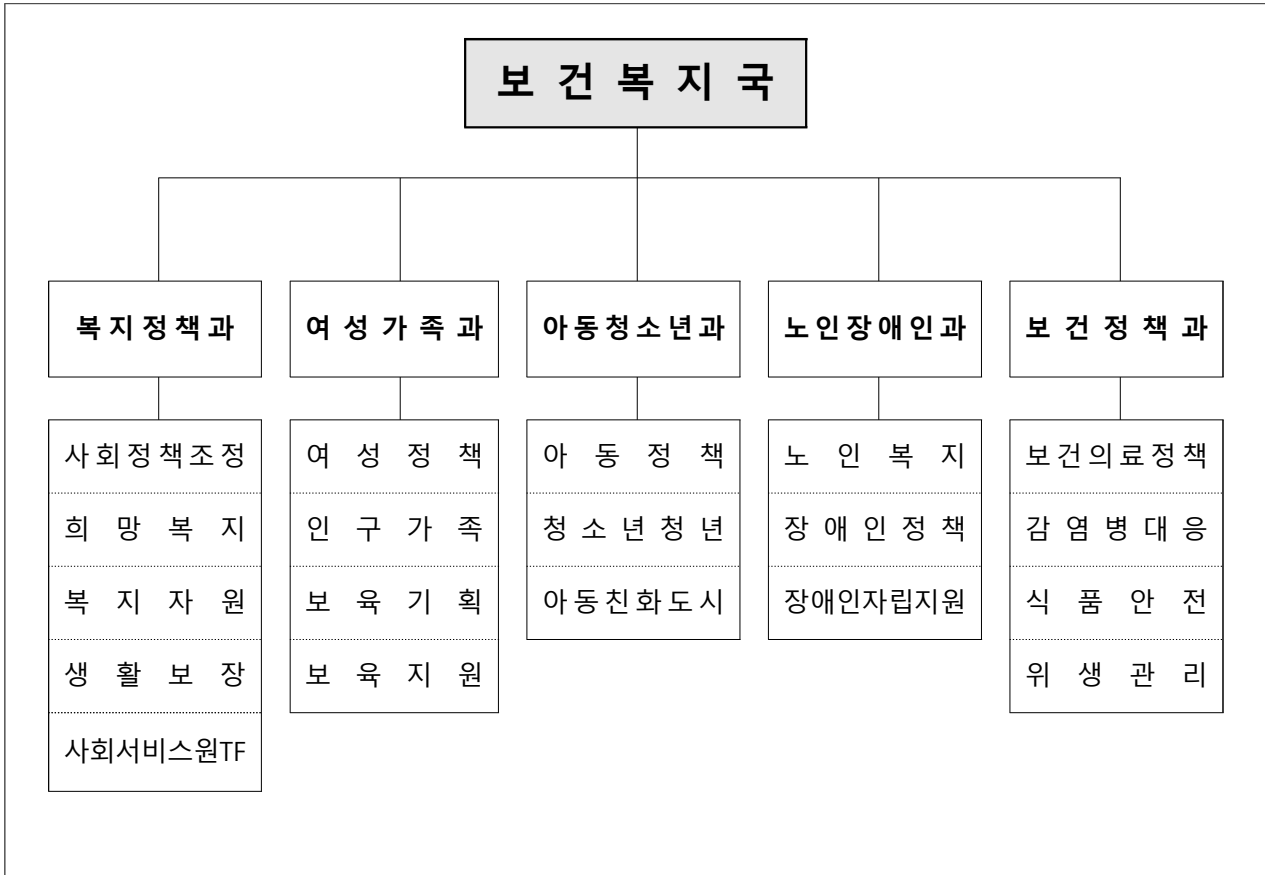 보건복지국
복지정책과
여성가족과
아동청소년과
노인장애인과
보건정책과
사회정책조정
희망복지
복지자원
생활보장
사회서비스원TF
여성정책
인구가족
보육기획
보육지원
아동정책
청소년청년
아동친화도시
노인복지
장애인정책
장애인자립지원
보건의료정책
감염병대응
식품안전
위생관리